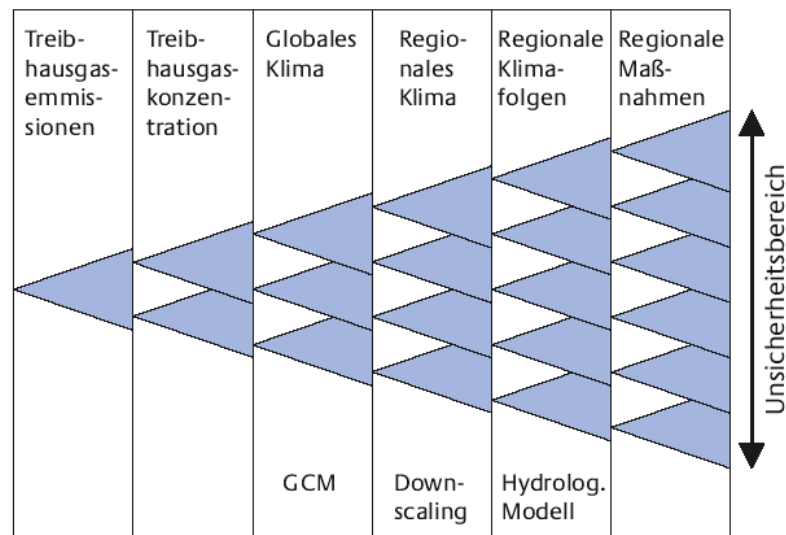 Treib-
hausgas-
emmis-
sionen
Treib-
hausgas-
konzen-
tration
Globales
Klima
Regio-
nales
Klima
Regionale
Klima-
folgen
Regionale
Maß-
nahmen
GCM
Down-
scaling
Hydrolog.
Modell
Unsicherheitsbereich